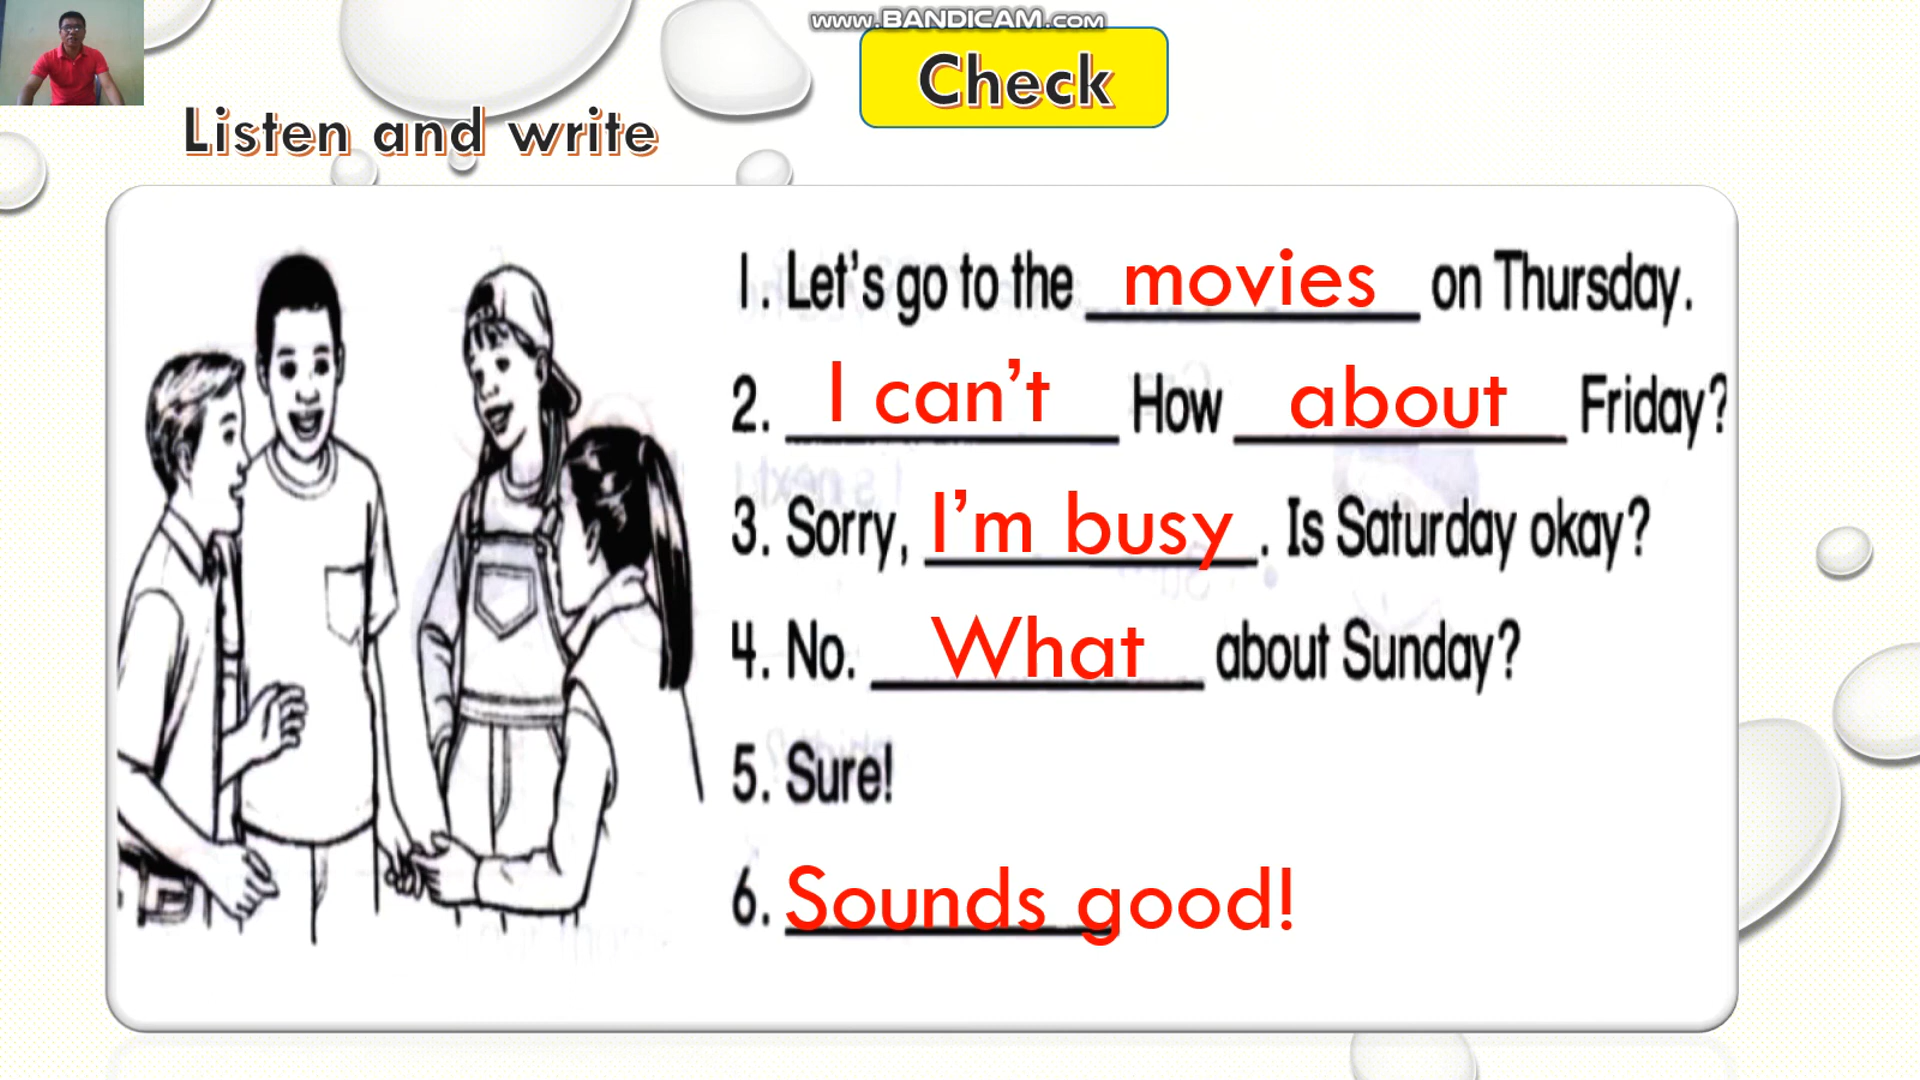 www.BANDICAM.com
Check
Listen and write
1. Let's go to the movies on Thursday.
2. I can't How about Friday?
3. Sorry, I'm busy. Is Saturday okay?
4. No. What about Sunday?
5. Sure!
6. Sounds good!